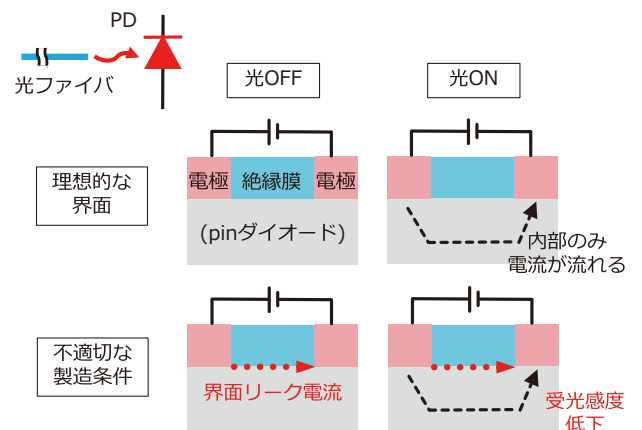 PD
光ファイバ
光OFF
光ON
理想的な
界面
電極
絶縁膜
電極
(pinダイオード)
内部のみ
電流が流れる
不適切な
製造条件
界面リーク電流
受光感度
低下